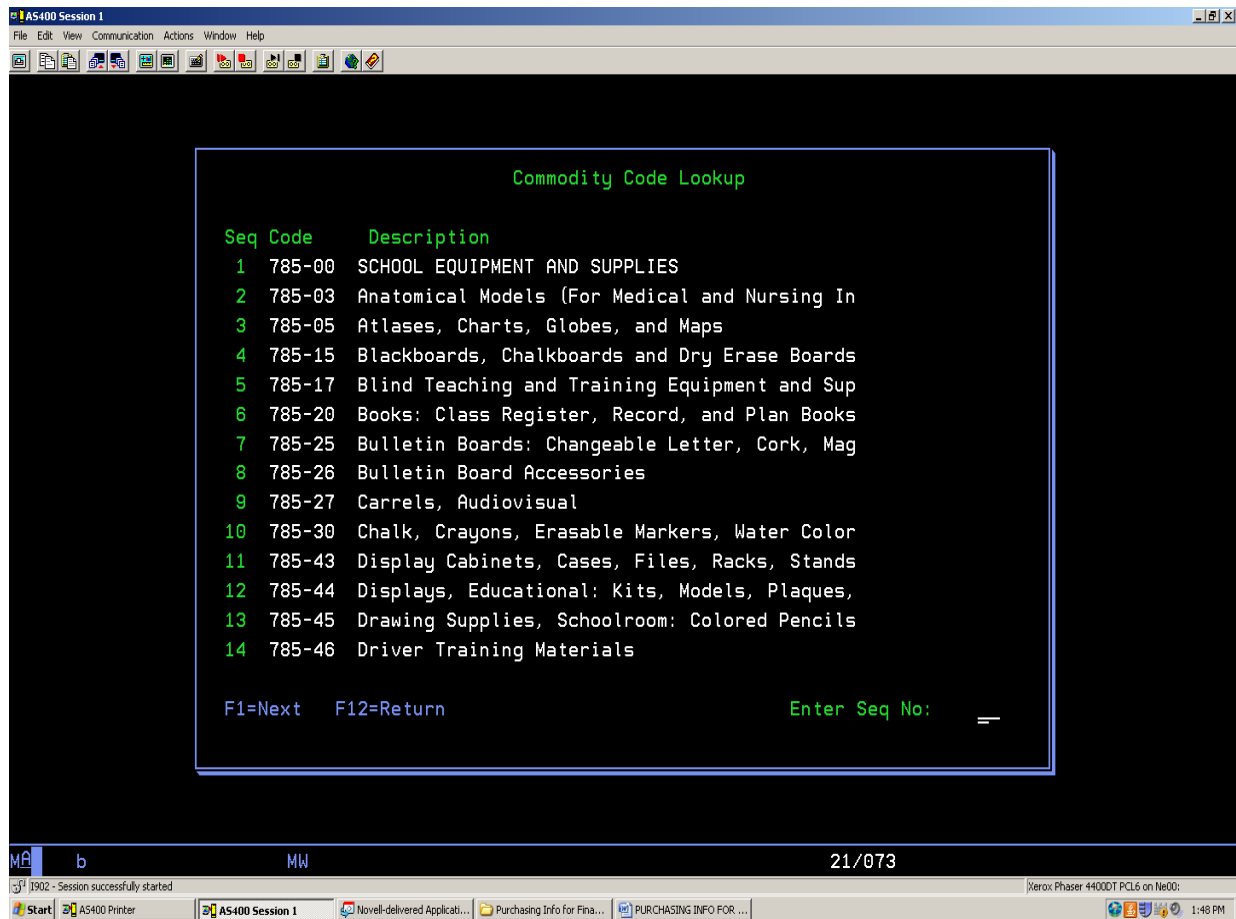 AS400 Session 1
File Edit View Communication Actions Window Help
Commodity Code Lookup
Seq Code Description
1 785-00 SCHOOL EQUIPMENT AND SUPPLIES
2 785-03 Anatomical Models (For Medical and Nursing In
3 785-05 Atlases, Charts, Globes, and Maps
4 785-15 Blackboards, Chalkboards and Dry Erase Boards
5 785-17 Blind Teaching and Training Equipment and Sup
6 785-20 Books: Class Register, Record, and Plan Books
7 785-25 Bulletin Boards: Changeable Letter, Cork, Mag
8 785-26 Bulletin Board Accessories
9 785-27 Carrels, Audiovisual
10 785-30 Chalk, Crayons, Erasable Markers, Water Color
11 785-43 Display Cabinets, Cases, Files, Racks, Stands
12 785-44 Displays, Educational: Kits, Models, Plaques,
13 785-45 Drawing Supplies, Schoolroom: Colored Pencils
14 785-46 Driver Training Materials
F1=Next F12=Return Enter Seq No:
MA b MW 21/073
I902 - Session successfully started Xerox Phaser 4400DT PCL6 on Ne00:
Start AS400 Printer AS400 Session 1 Novell-delivered Applicati... Purchasing Info for Fina... PURCHASING INFO FOR ... 1:48 PM